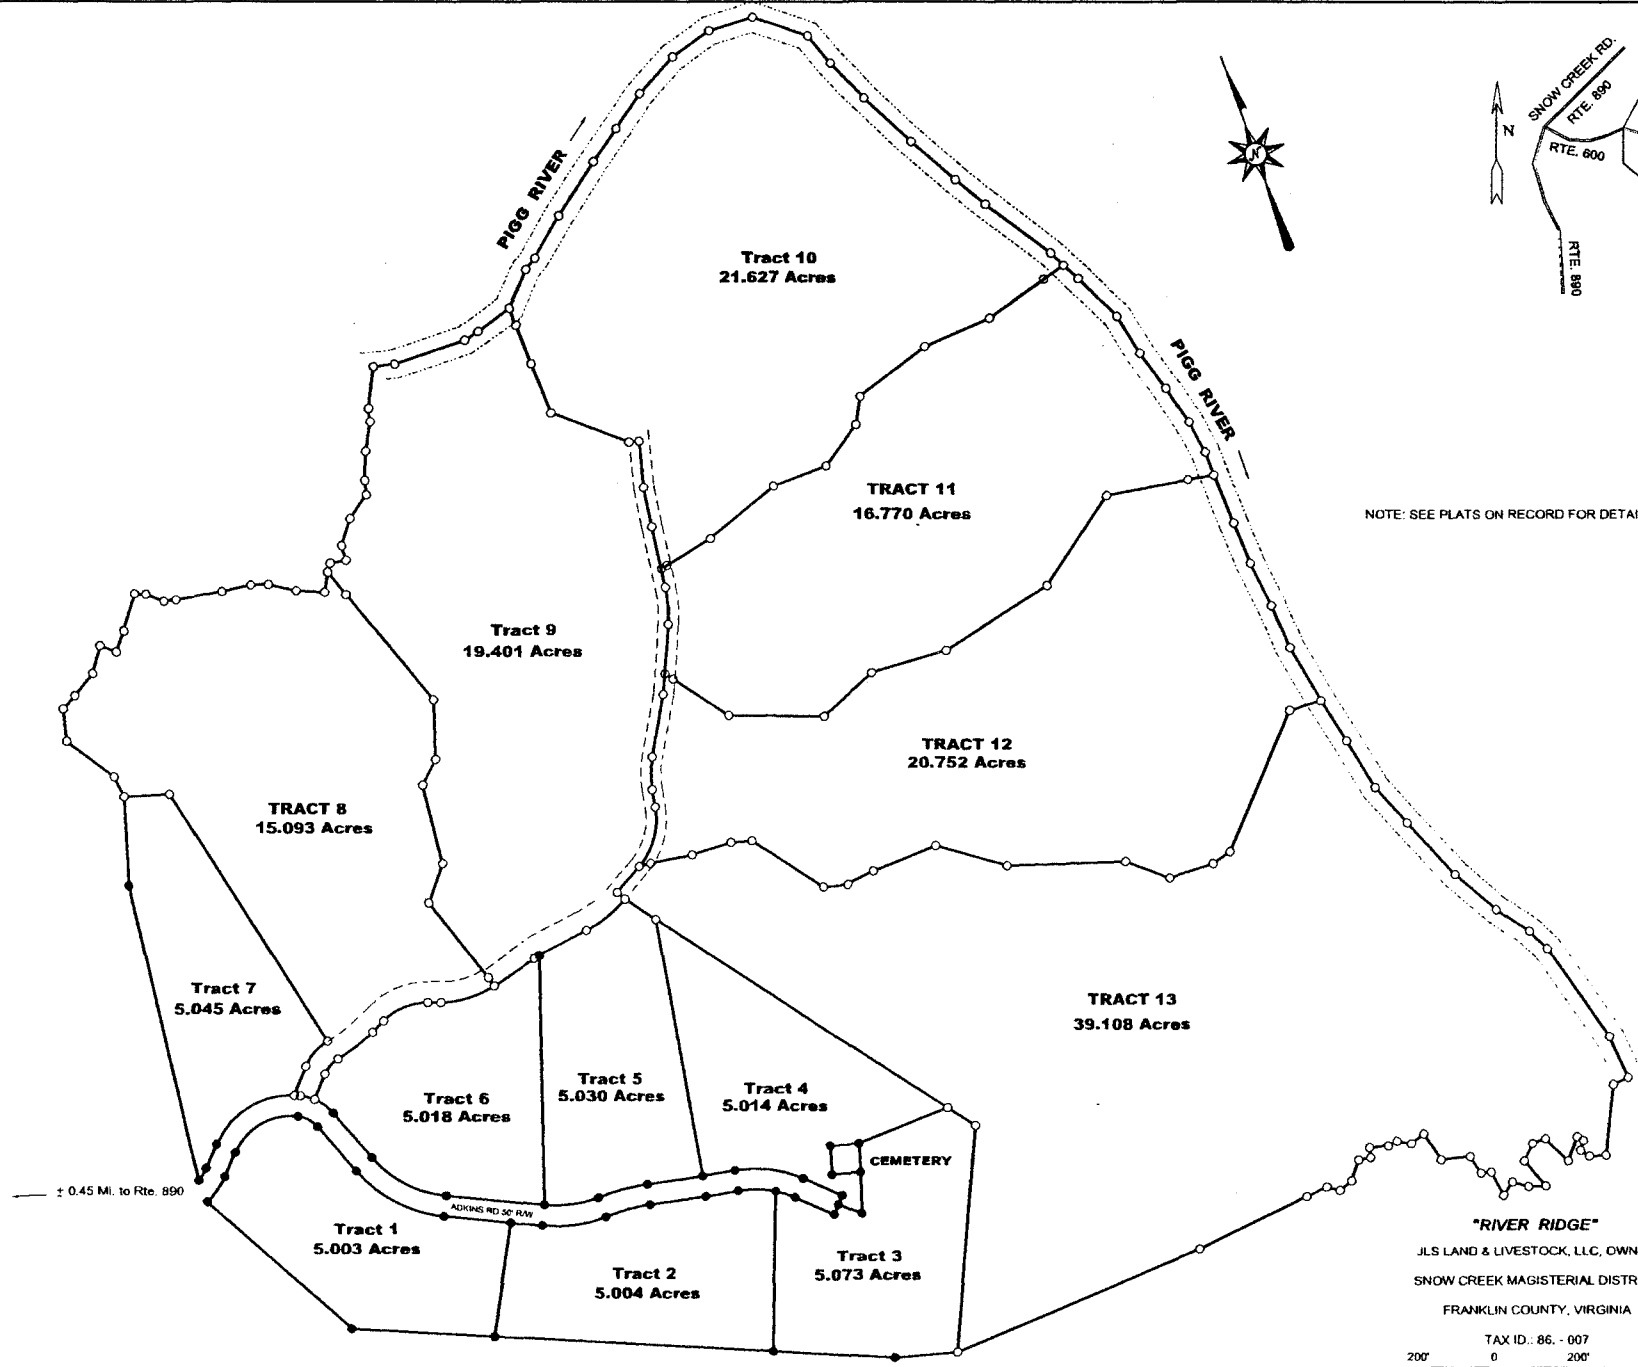 SNOW CREEK RD.
RTE. 890
N
RTE. 600
RTE. 890
N
PIGG RIVER
Tract 10
21.627 Acres
PIGG RIVER
TRACT 11
16.770 Acres
NOTE: SEE PLATS ON RECORD FOR DETAI
Tract 9
19.401 Acres
TRACT 12
20.752 Acres
TRACT 8
15.093 Acres
Tract 7
5.045 Acres
TRACT 13
39.108 Acres
Tract 6
5.018 Acres
Tract 5
5.030 Acres
Tract 4
5.014 Acres
CEMETERY
± 0.45 Mi. to Rte. 890
ADKINS RD 50' R/W
Tract 1
5.003 Acres
Tract 2
5.004 Acres
Tract 3
5.073 Acres
"RIVER RIDGE"
JLS LAND & LIVESTOCK, LLC, OWN
SNOW CREEK MAGISTERIAL DISTR
FRANKLIN COUNTY, VIRGINIA
TAX ID.: 86. - 007
200' 0 200'